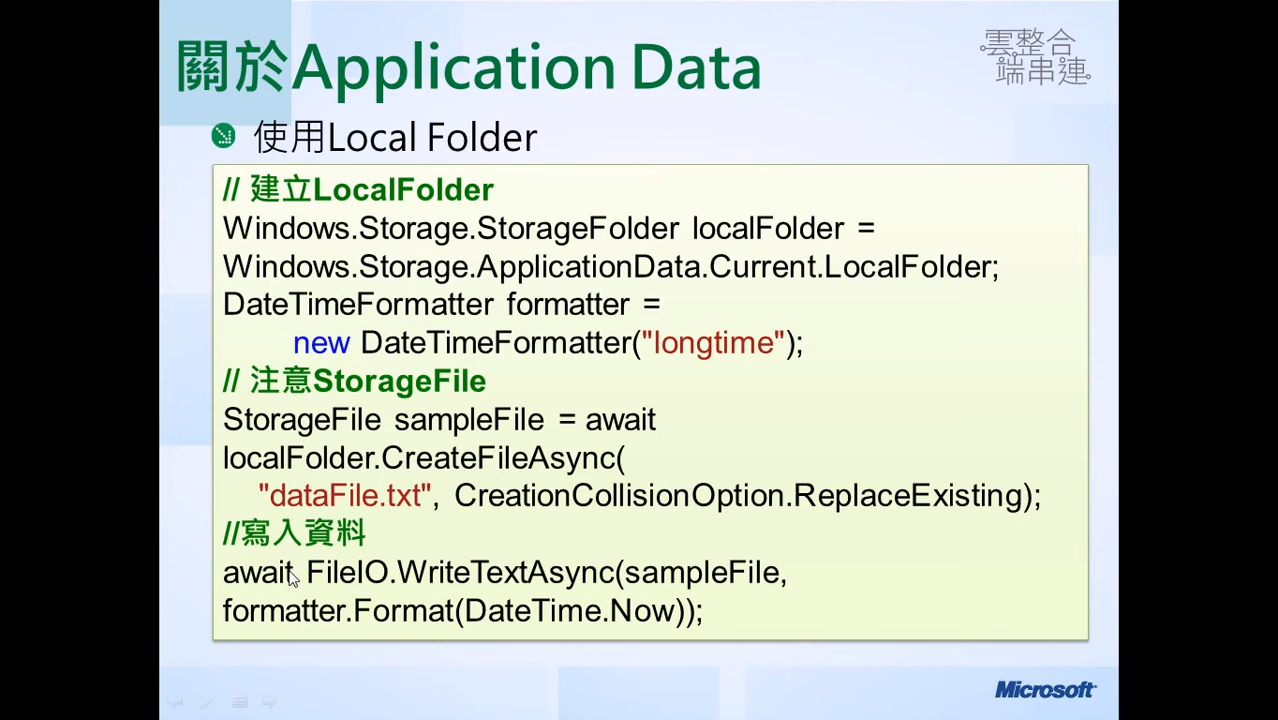 關於Application Data
雲整合
端串連
使用Local Folder
// 建立LocalFolder
Windows.Storage.StorageFolder localFolder =
Windows.Storage.ApplicationData.Current.LocalFolder;
DateTimeFormatter formatter =
new DateTimeFormatter("longtime");
// 注意StorageFile
StorageFile sampleFile = await
localFolder.CreateFileAsync(
"dataFile.txt", CreationCollisionOption.ReplaceExisting);
//寫入資料
await FileIO.WriteTextAsync(sampleFile,
formatter.Format(DateTime.Now));
Microsoft